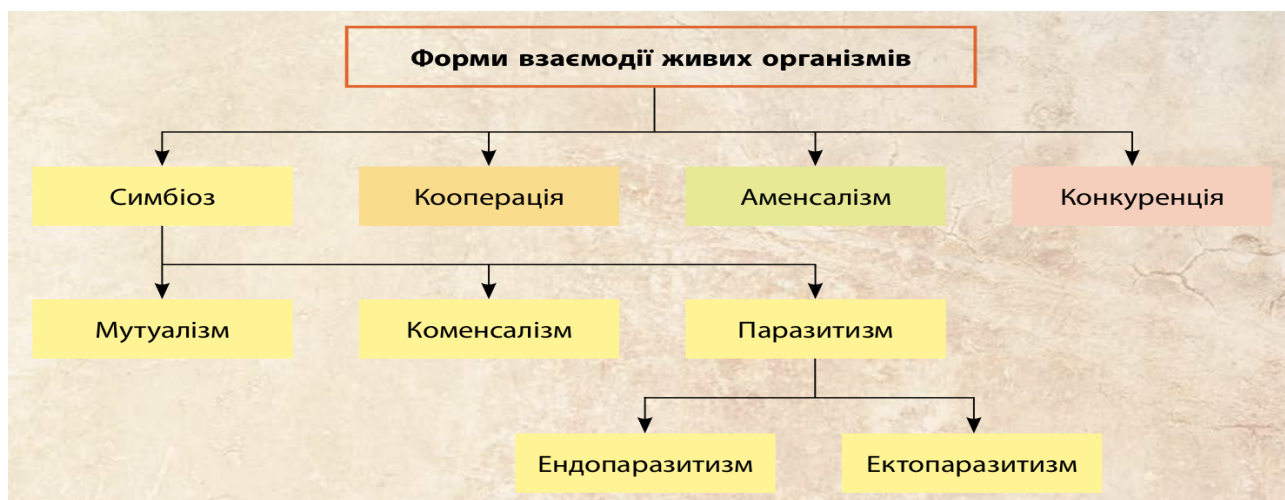 Форми взаємодії живих організмів
Симбіоз
Кооперація
Аменсалізм
Конкуренція
Мутуалізм
Коменсалізм
Паразитизм
Ендопаразитизм
Ектопаразитизм